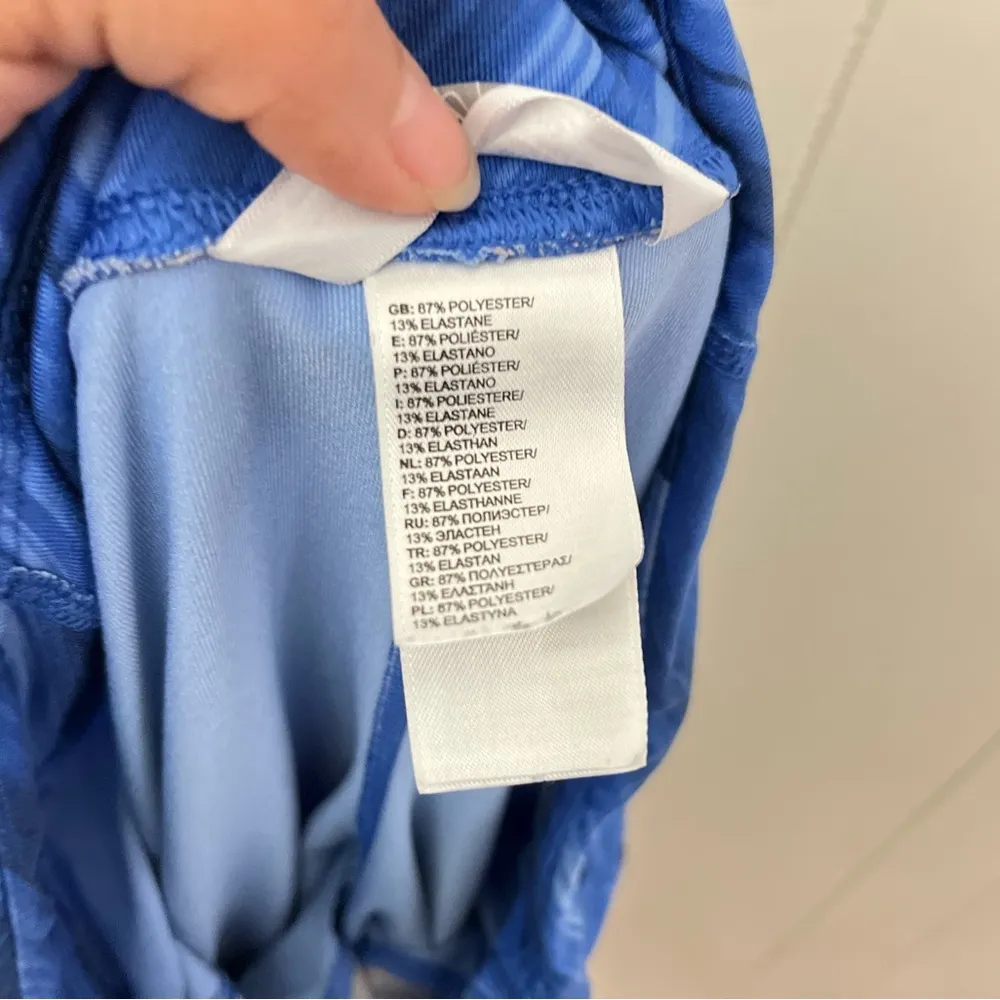 GB: 87% POLYESTER/
13% ELASTANE
E: 87% POLIÉSTER/
13% ELASTANO
P: 87% POLIÉSTER/
13% ELASTANO
I: 87% POLIESTERE/
13% ELASTANE
D: 87% POLYESTER/
13% ELASTHAN
NL: 87% POLYESTER/
13% ELASTAAN
F: 87% POLYESTER/
13% ELASTHANNE
RU: 87% ПОЛИЭСТЕР/
13% ЭЛАСТЕН
TR: 87% POLYESTER/
13% ELASTAN
GR: 87% ΠΟΛΥΕΣΤΕΡΑΣ/
13% ΕΛΑΣΤΑΝΗ
PL: 87% POLYESTER/
13% ELASTYNA